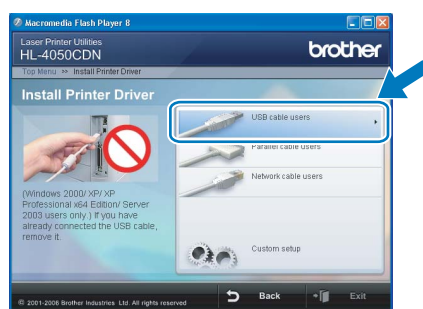 Macromedia Flash Player 8
Laser Printer Utilities
HL-4050CDN
brother
Top Menu >> Install Printer Driver
Install Printer Driver
USB cable users
Parallel cable users
Network cable users
(Windows 2000/ XP/ XP
Professional x64 Edition/ Server
2003 users only.) If you have
already connected the USB cable,
remove it.
Custom setup
© 2001-2006 Brother Industries Ltd. All rights reserved
Back
Exit